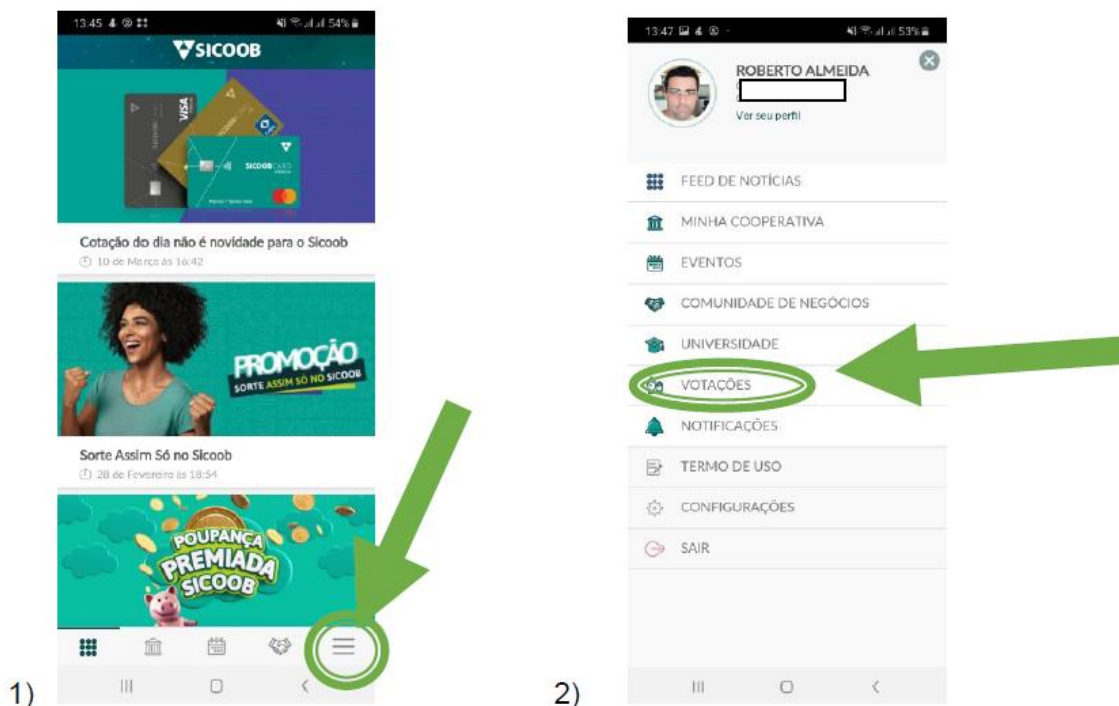 13:45
54%
SICOOB
VISA
SICOOBCARD
Cotação do dia não é novidade para o Sicoob
10 de Março às 16:42
PROMOÇÃO
SORTE ASSIM SÓ NO SICOOB
Sorte Assim Só no Sicoob
28 de Fevereiro às 18:54
POUPANÇA
PREMIADA
SICOOB
1)
13:47
53%
ROBERTO ALMEIDA
Ver seu perfil
FEED DE NOTÍCIAS
MINHA COOPERATIVA
EVENTOS
COMUNIDADE DE NEGÓCIOS
UNIVERSIDADE
VOTAÇÕES
NOTIFICAÇÕES
TERMO DE USO
CONFIGURAÇÕES
SAIR
2)